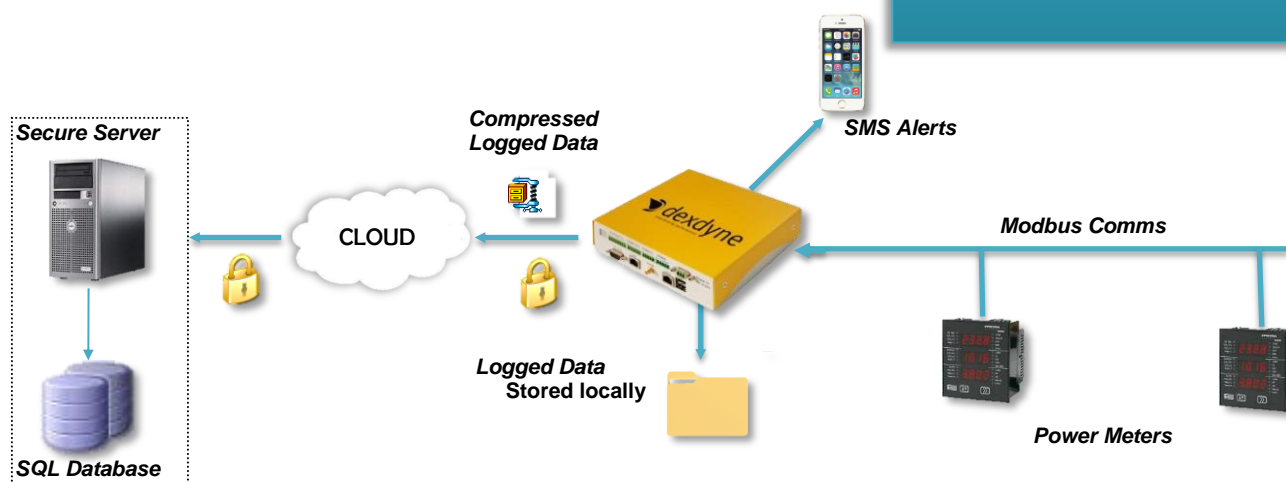 Secure Server
SQL Database
CLOUD
Compressed
Logged Data
dexdyne
SMS Alerts
Logged Data
Stored locally
Modbus Comms
Power Meters